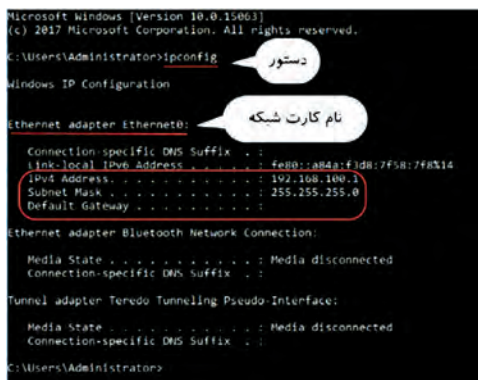 Microsoft Windows [Version 10.0.15063]
(c) 2017 Microsoft Corporation. All rights reserved.
C:\Users\Administrator>ipconfig
دستور
Windows IP Configuration
نام کارت شبکه
Ethernet adapter Ethernet0:
Connection-specific DNS Suffix . :
Link-local IPv6 Address . . . . . : fe80::a84a:f3d8:7f58:7f8%14
IPv4 Address. . . . . . . . . . . : 192.168.100.1
Subnet Mask . . . . . . . . . . . : 255.255.255.0
Default Gateway . . . . . . . . . :
Ethernet adapter Bluetooth Network Connection:
Media State . . . . . . . . . . . : Media disconnected
Connection-specific DNS Suffix . :
Tunnel adapter Teredo Tunneling Pseudo-Interface:
Media State . . . . . . . . . . . : Media disconnected
Connection-specific DNS Suffix . :
C:\Users\Administrator>